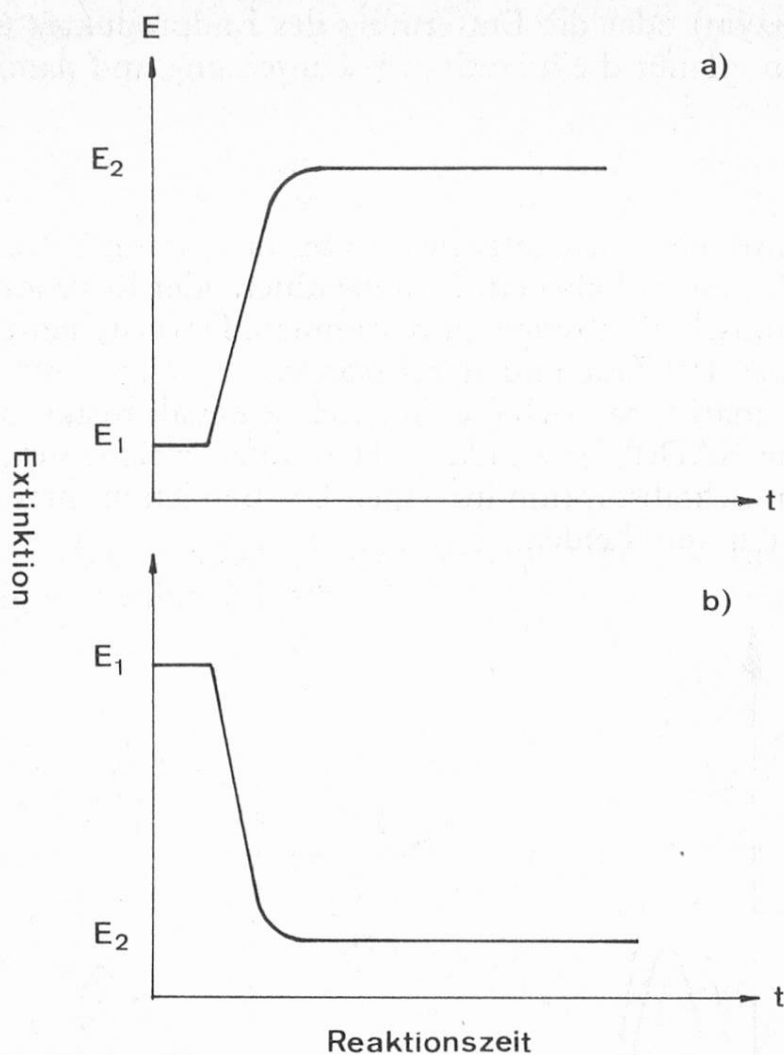 E
a)
E₂
E₁
t
Extinktion
b)
E₁
E₂
t
Reaktionszeit